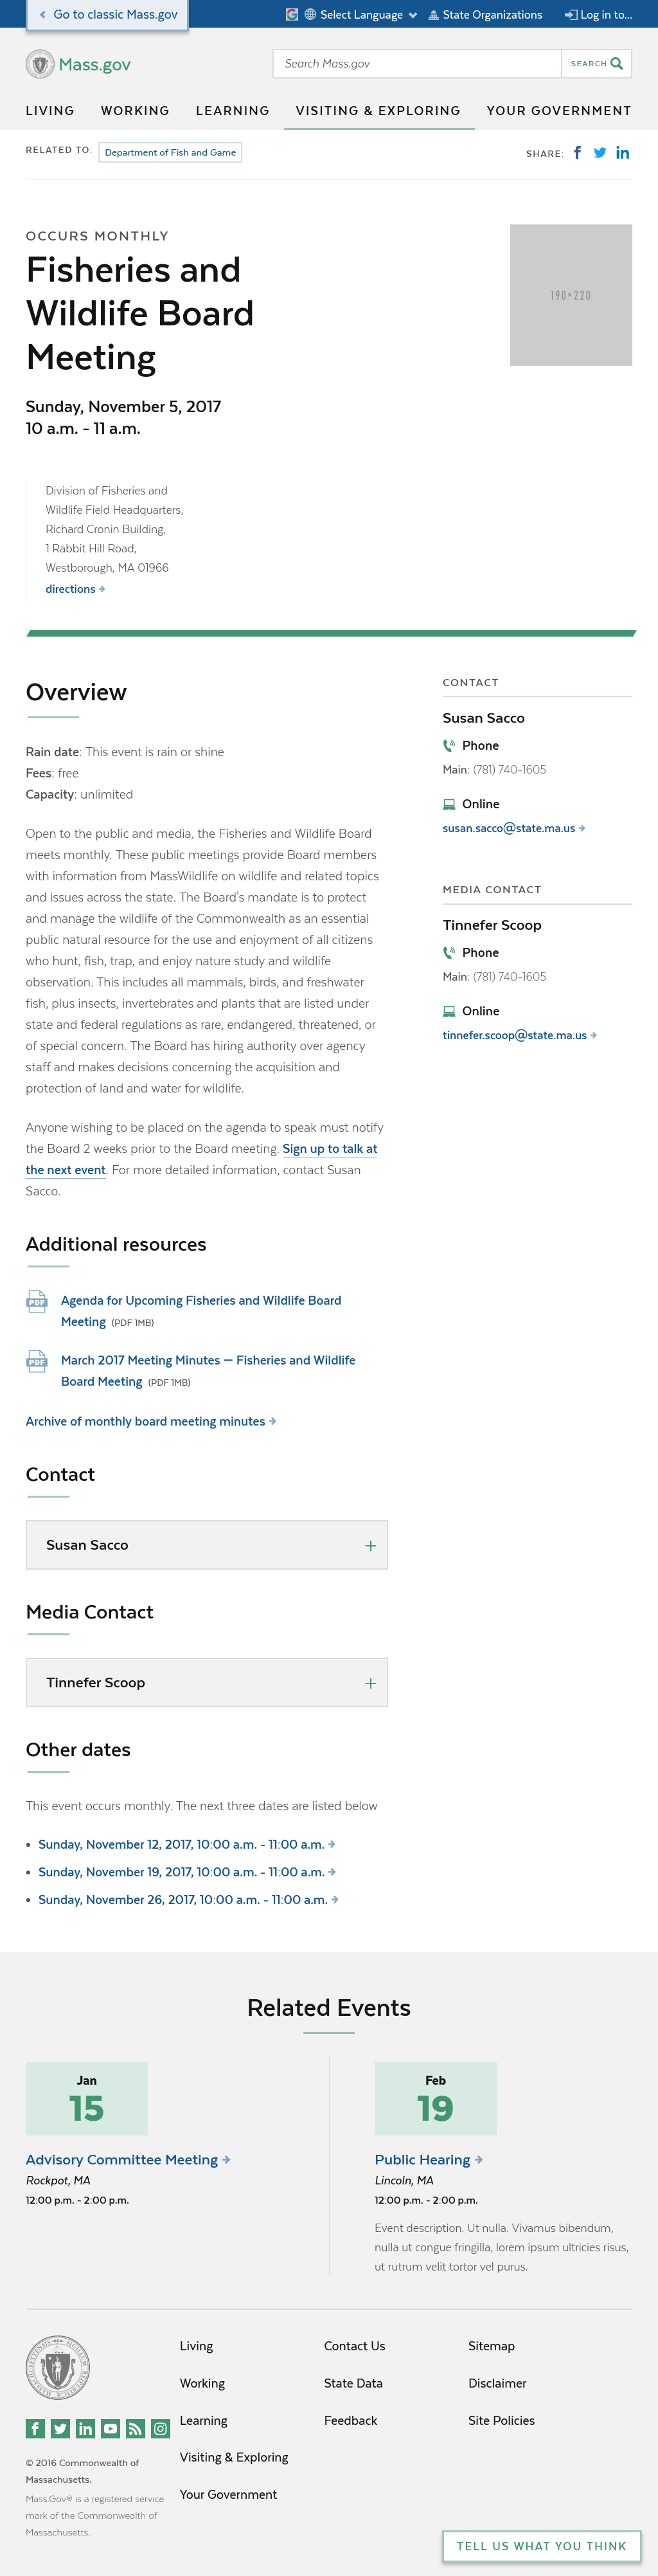 Go to classic Mass.gov
Select Language
State Organizations
Log in to...
Mass.gov
Search Mass.gov
SEARCH
LIVING WORKING LEARNING VISITING & EXPLORING YOUR GOVERNMENT
RELATED TO: Department of Fish and Game
SHARE:
OCCURS MONTHLY
Fisheries and
Wildlife Board
Meeting
190×220
Sunday, November 5, 2017
10 a.m. - 11 a.m.
Division of Fisheries and
Wildlife Field Headquarters,
Richard Cronin Building,
1 Rabbit Hill Road,
Westborough, MA 01966
directions
Overview
Rain date: This event is rain or shine
Fees: free
Capacity: unlimited
Open to the public and media, the Fisheries and Wildlife Board
meets monthly. These public meetings provide Board members
with information from MassWildlife on wildlife and related topics
and issues across the state. The Board's mandate is to protect
and manage the wildlife of the Commonwealth as an essential
public natural resource for the use and enjoyment of all citizens
who hunt, fish, trap, and enjoy nature study and wildlife
observation. This includes all mammals, birds, and freshwater
fish, plus insects, invertebrates and plants that are listed under
state and federal regulations as rare, endangered, threatened, or
of special concern. The Board has hiring authority over agency
staff and makes decisions concerning the acquisition and
protection of land and water for wildlife.
Anyone wishing to be placed on the agenda to speak must notify
the Board 2 weeks prior to the Board meeting. Sign up to talk at
the next event. For more detailed information, contact Susan
Sacco.
CONTACT
Susan Sacco
Phone
Main: (781) 740-1605
Online
susan.sacco@state.ma.us
MEDIA CONTACT
Tinnefer Scoop
Phone
Main: (781) 740-1605
Online
tinnefer.scoop@state.ma.us
Additional resources
PDF
Agenda for Upcoming Fisheries and Wildlife Board
Meeting (PDF 1MB)
PDF
March 2017 Meeting Minutes — Fisheries and Wildlife
Board Meeting (PDF 1MB)
Archive of monthly board meeting minutes
Contact
Susan Sacco
Media Contact
Tinnefer Scoop
Other dates
This event occurs monthly. The next three dates are listed below
• Sunday, November 12, 2017, 10:00 a.m. - 11:00 a.m.
• Sunday, November 19, 2017, 10:00 a.m. - 11:00 a.m.
• Sunday, November 26, 2017, 10:00 a.m. - 11:00 a.m.
Related Events
Jan
15
Advisory Committee Meeting
Rockpot, MA
12:00 p.m. - 2:00 p.m.
Feb
19
Public Hearing
Lincoln, MA
12:00 p.m. - 2:00 p.m.
Event description. Ut nulla. Vivamus bibendum,
nulla ut congue fringilla, lorem ipsum ultricies risus,
ut rutrum velit tortor vel purus.
Living
Working
Learning
Visiting & Exploring
Your Government
Contact Us
State Data
Feedback
Sitemap
Disclaimer
Site Policies
© 2016 Commonwealth of
Massachusetts.
Mass.Gov® is a registered service
mark of the Commonwealth of
Massachusetts.
TELL US WHAT YOU THINK